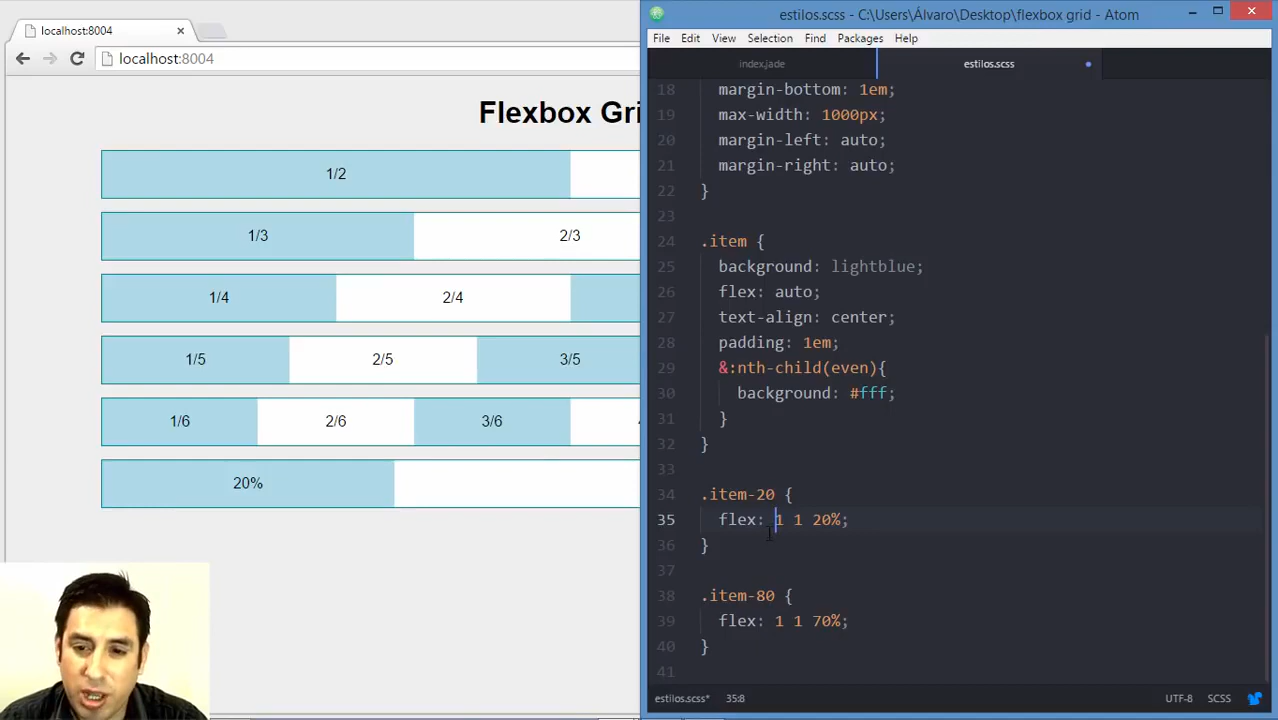 localhost:8004
localhost:8004
Flexbox Gri
1/2
1/3 2/3
1/4 2/4
1/5 2/5 3/5
1/6 2/6 3/6
20%
estilos.scss - C:\Users\Álvaro\Desktop\flexbox grid - Atom
File Edit View Selection Find Packages Help
index.jade estilos.scss
18 margin-bottom: 1em;
19 max-width: 1000px;
20 margin-left: auto;
21 margin-right: auto;
22 }
23
24 .item {
25 background: lightblue;
26 flex: auto;
27 text-align: center;
28 padding: 1em;
29 &:nth-child(even){
30 background: #fff;
31 }
32 }
33
34 .item-20 {
35 flex: 1 1 20%;
36 }
37
38 .item-80 {
39 flex: 1 1 70%;
40 }
41
estilos.scss* 35:8 UTF-8 SCSS